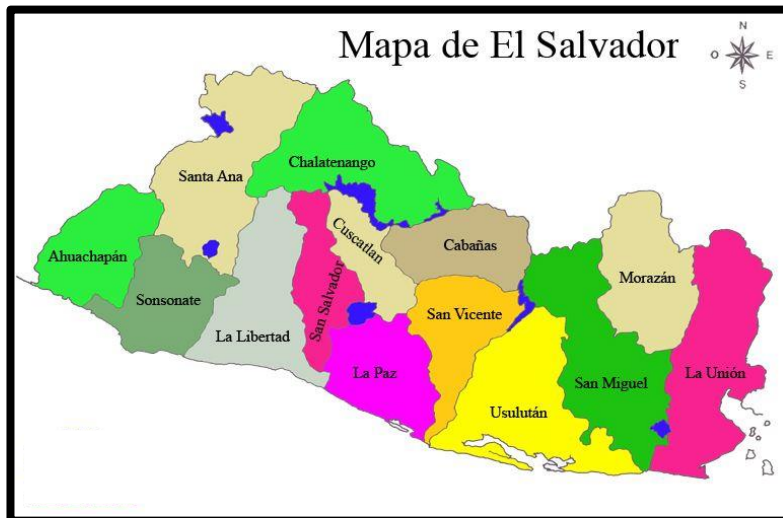 Mapa de El Salvador
N
O
E
S
Chalatenango
Santa Ana
Cuscatlan
Cabañas
Ahuachapán
Morazán
Sonsonate
San Salvador
San Vicente
La Libertad
La Paz
San Miguel
La Unión
Usulután